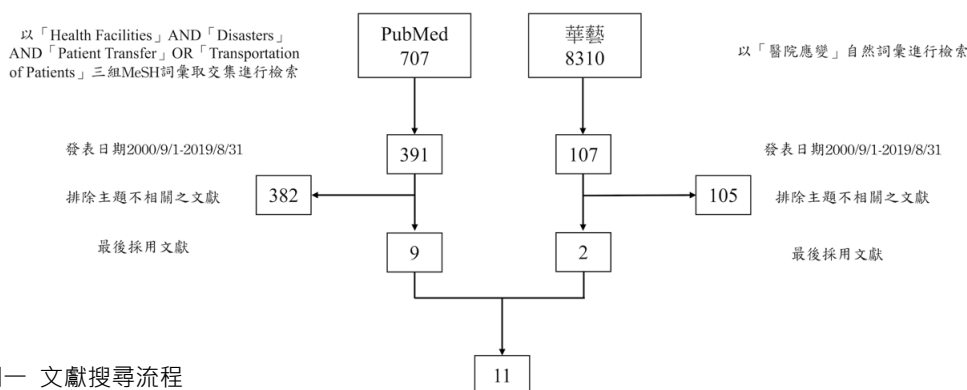 以「Health Facilities」AND「Disasters」
AND「Patient Transfer」OR「Transportation
of Patients」三組MeSH詞彙取交集進行檢索
PubMed
707
華藝
8310
以「醫院應變」自然詞彙進行檢索
發表日期2000/9/1-2019/8/31
391
107
發表日期2000/9/1-2019/8/31
排除主題不相關之文獻
382
105
排除主題不相關之文獻
最後採用文獻
9
2
最後採用文獻
11
一 文獻搜尋流程